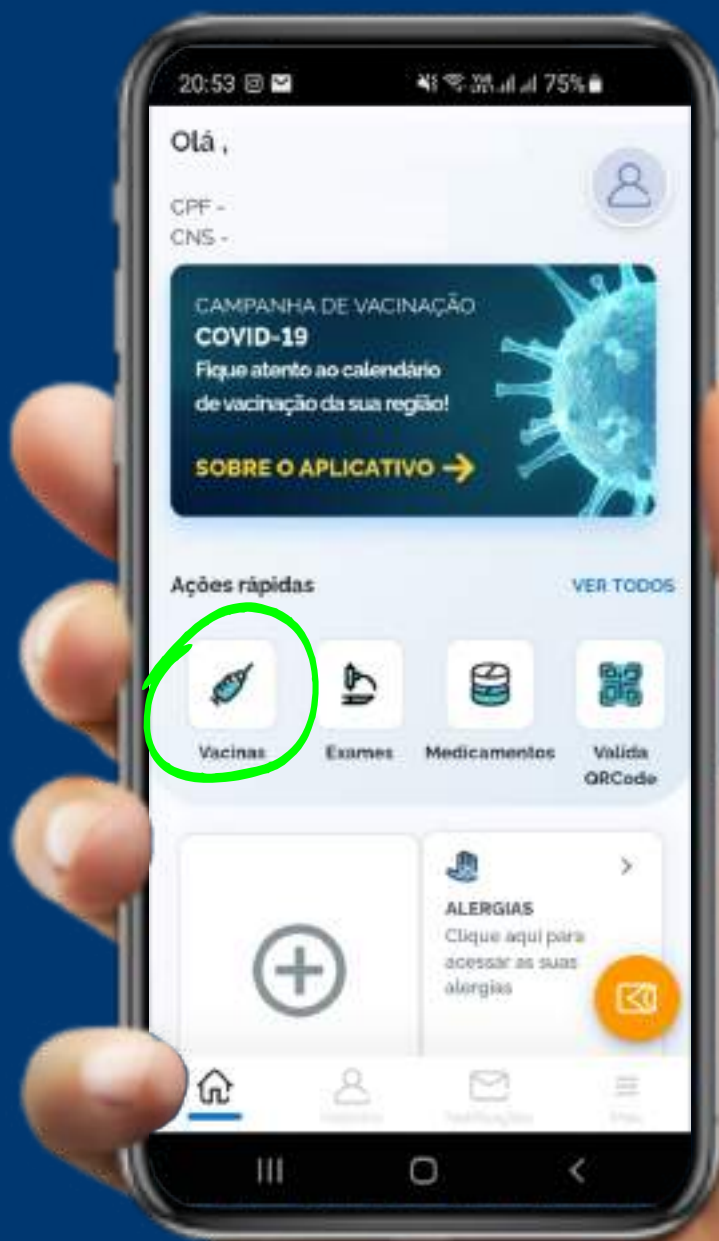 20:53
75%
Olá ,
CPF -
CNS -
CAMPANHA DE VACINAÇÃO
COVID-19
Fique atento ao calendário
de vacinação da sua região!
SOBRE O APLICATIVO →
Ações rápidas
VER TODOS
Vacinas
Exames
Medicamentos
Valida
QRCode
ALERGIAS
Clique aqui para
acessar as suas
alergias